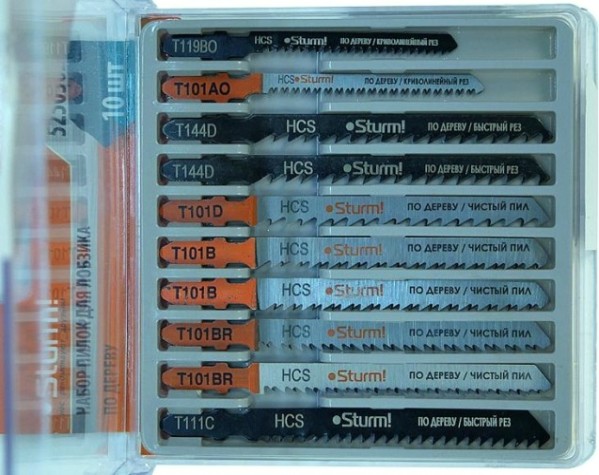 T119BO HCS Sturm! ПО ДЕРЕВУ / КРИВОЛИНЕЙНЫЙ РЕЗ
T101AO HCS Sturm! ПО ДЕРЕВУ / КРИВОЛИНЕЙНЫЙ РЕЗ
T144D HCS Sturm! ПО ДЕРЕВУ / БЫСТРЫЙ РЕЗ
T144D HCS Sturm! ПО ДЕРЕВУ / БЫСТРЫЙ РЕЗ
T101D HCS Sturm! ПО ДЕРЕВУ / ЧИСТЫЙ ПИЛ
T101B HCS Sturm! ПО ДЕРЕВУ / ЧИСТЫЙ ПИЛ
T101B HCS Sturm! ПО ДЕРЕВУ / ЧИСТЫЙ ПИЛ
T101BR HCS Sturm! ПО ДЕРЕВУ / ЧИСТЫЙ ПИЛ
T101BR HCS Sturm! ПО ДЕРЕВУ / ЧИСТЫЙ ПИЛ
T111C HCS Sturm! ПО ДЕРЕВУ / БЫСТРЫЙ РЕЗ
10 шт
Sturm!
НАБОР ПИЛОК ДЛЯ ЛОБЗИКА
ПО ДЕРЕВУ